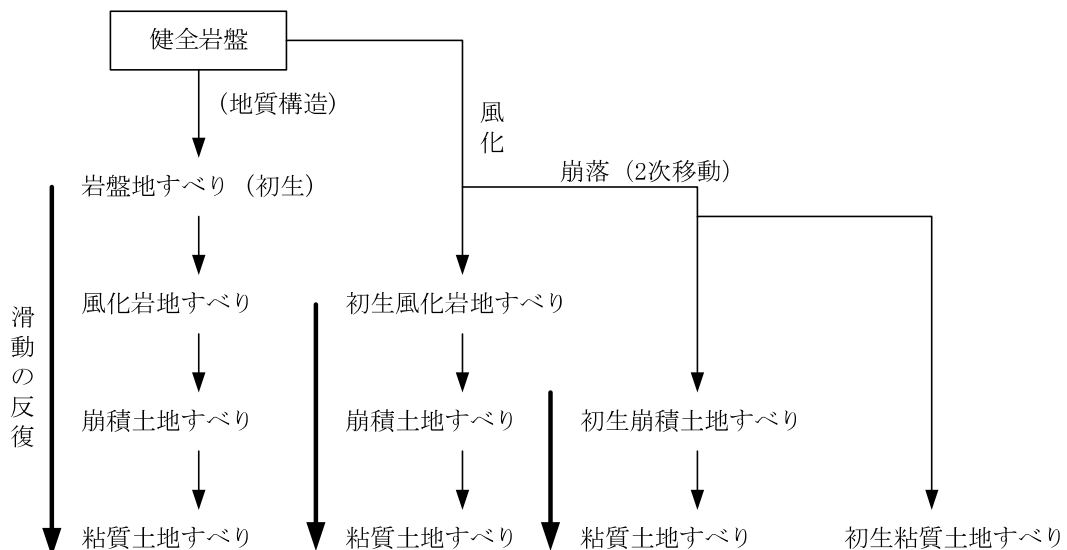 健全岩盤
(地質構造)
風化
崩落 (2次移動)
岩盤地すべり (初生)
風化岩地すべり
初生風化岩地すべり
滑動の反復
崩積土地すべり
崩積土地すべり
初生崩積土地すべり
粘質土地すべり
粘質土地すべり
粘質土地すべり
初生粘質土地すべり